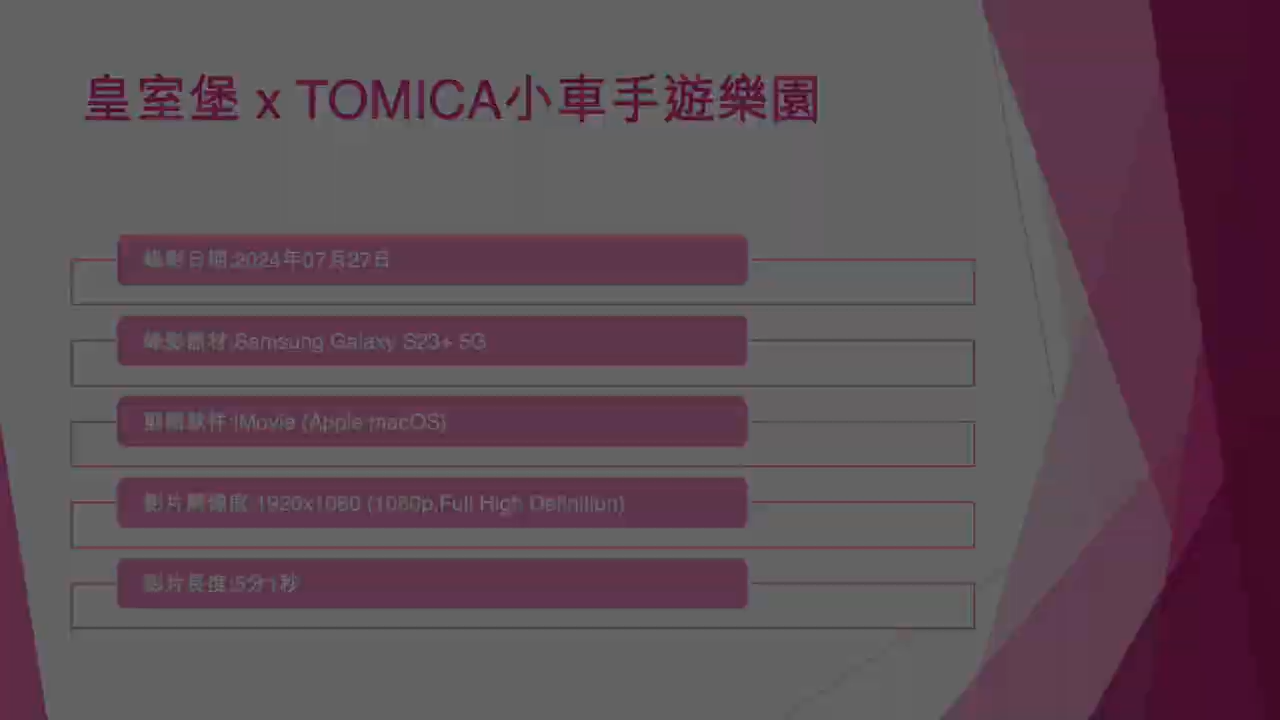 皇室堡 x TOMICA小車手遊樂園
攝影日期:2024年07月27日
攝影器材:Samsung Galaxy S23+ 5G
剪輯軟件:iMovie (Apple macOS)
影片解像度:1920x1080 (1080p,Full High Definition)
影片長度:5分1秒